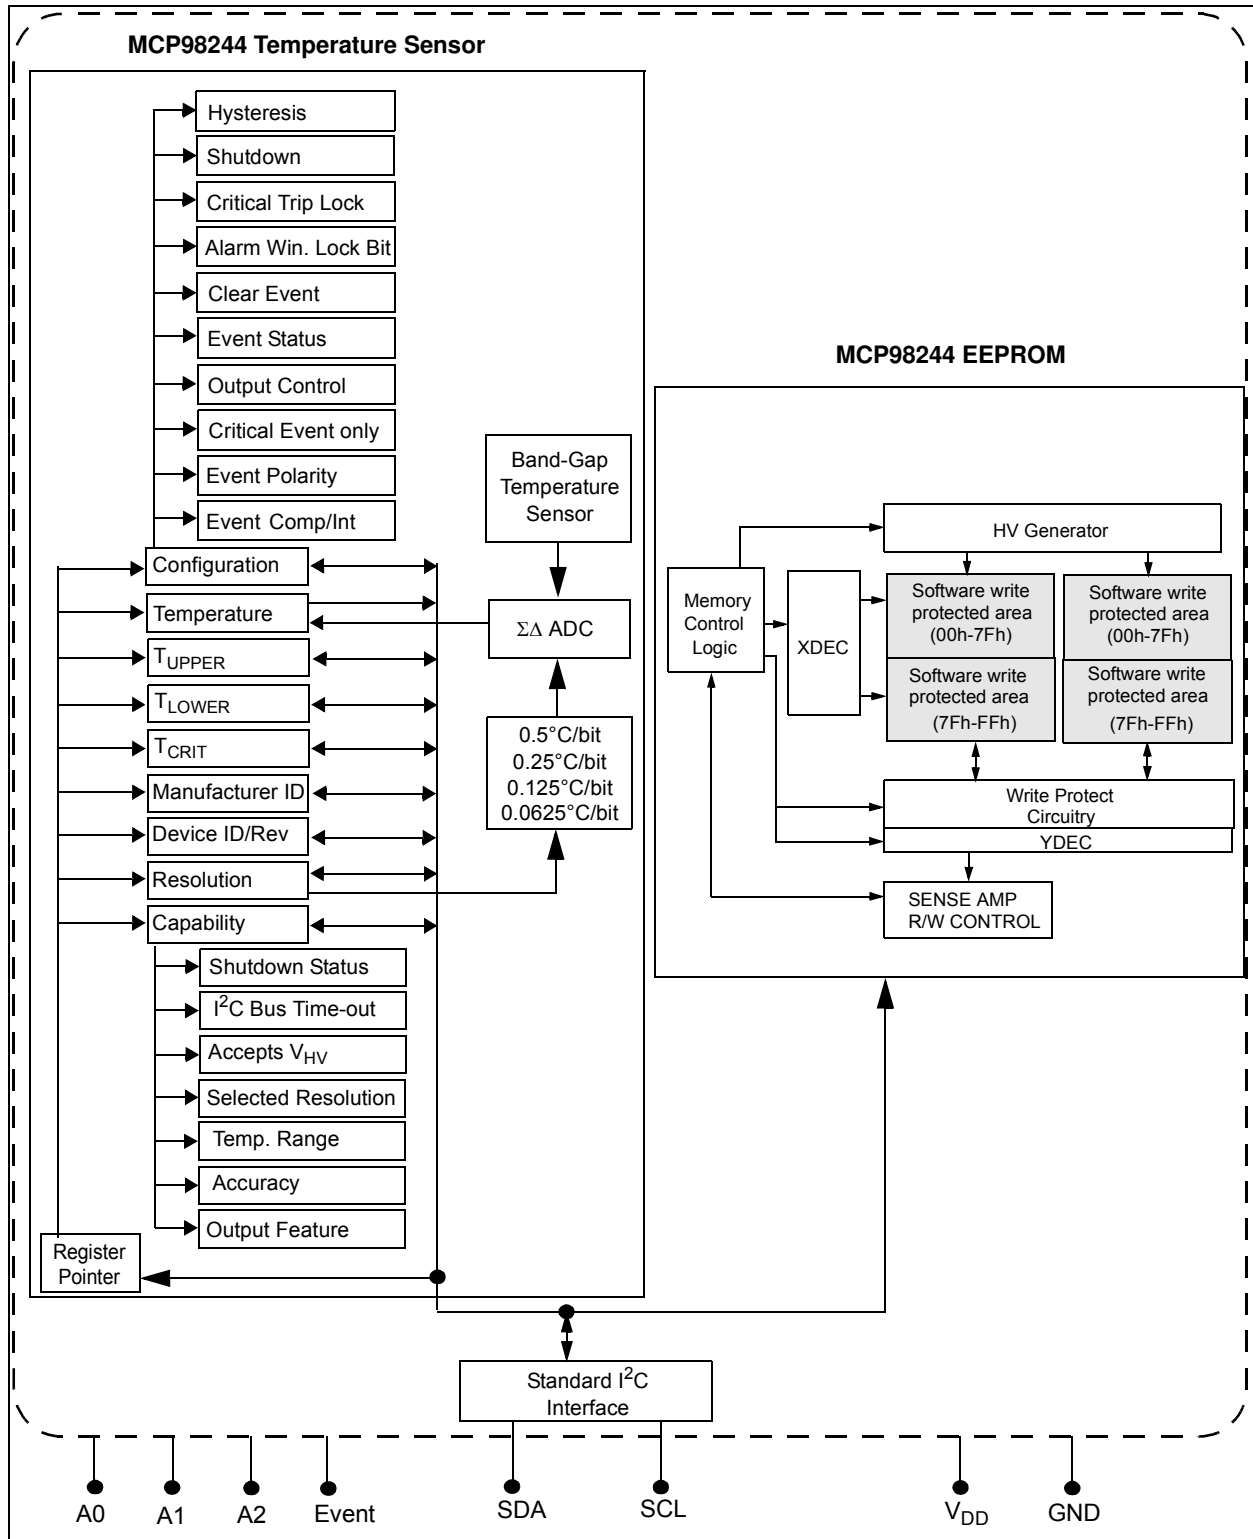 MCP98244 Temperature Sensor
Hysteresis
Shutdown
Critical Trip Lock
Alarm Win. Lock Bit
Clear Event
Event Status
Output Control
Critical Event only
Event Polarity
Event Comp/Int
Configuration
Temperature
TUPPER
TLOWER
TCRIT
Manufacturer ID
Device ID/Rev
Resolution
Capability
Shutdown Status
I²C Bus Time-out
Accepts VHV
Selected Resolution
Temp. Range
Accuracy
Output Feature
Register
Pointer
Band-Gap
Temperature
Sensor
ΣΔ ADC
0.5°C/bit
0.25°C/bit
0.125°C/bit
0.0625°C/bit
MCP98244 EEPROM
HV Generator
Memory
Control
Logic
XDEC
Software write
protected area
(00h-7Fh)
Software write
protected area
(00h-7Fh)
Software write
protected area
(7Fh-FFh)
Software write
protected area
(7Fh-FFh)
Write Protect
Circuitry
YDEC
SENSE AMP
R/W CONTROL
Standard I²C
Interface
A0
A1
A2
Event
SDA
SCL
VDD
GND